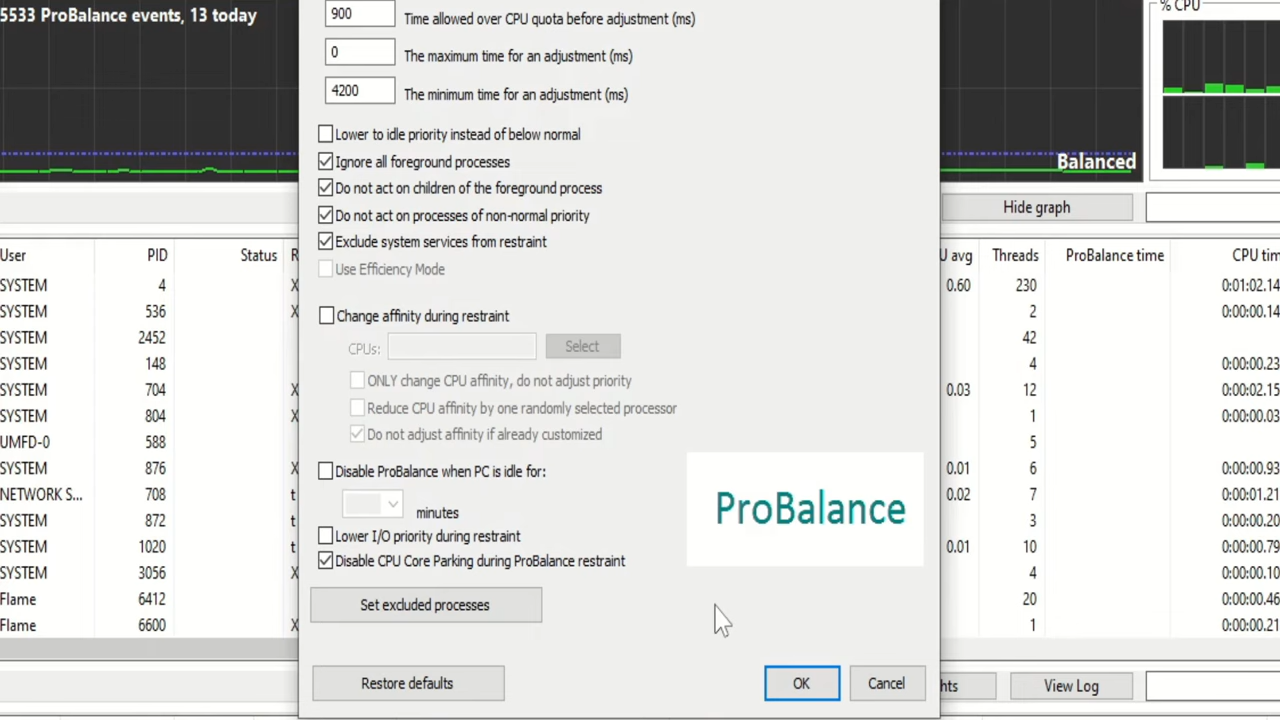 5533 ProBalance events, 13 today
900 Time allowed over CPU quota before adjustment (ms)
% CPU
0 The maximum time for an adjustment (ms)
4200 The minimum time for an adjustment (ms)
Lower to idle priority instead of below normal
Ignore all foreground processes
Balanced
Do not act on children of the foreground process
Hide graph
Do not act on processes of non-normal priority
Exclude system services from restraint
User PID Status R U avg Threads ProBalance time CPU tim
Use Efficiency Mode
SYSTEM 4 X 0.60 230 0:01:02.14
SYSTEM 536 X 2 0:00:00.14
Change affinity during restraint
SYSTEM 2452 42
CPUs: Select
SYSTEM 148 4 0:00:00.23
ONLY change CPU affinity, do not adjust priority
SYSTEM 704 X 0.03 12 0:00:02.15
Reduce CPU affinity by one randomly selected processor
SYSTEM 804 X 1 0:00:00.03
Do not adjust affinity if already customized
UMFD-0 588 5
SYSTEM 876 X 0.01 6 0:00:00.93
Disable ProBalance when PC is idle for:
NETWORK S... 708 t 0.02 7 0:00:01.21
minutes
ProBalance
SYSTEM 872 3 0:00:00.20
Lower I/O priority during restraint
SYSTEM 1020 t 0.01 10 0:00:00.79
Disable CPU Core Parking during ProBalance restraint
SYSTEM 3056 X 4 0:00:00.10
Flame 6412 20 0:00:00.46
Set excluded processes
Flame 6600 X 1 0:00:00.21
Restore defaults OK Cancel hts View Log